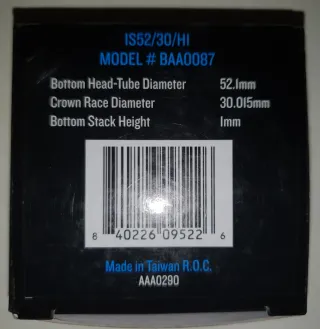 IS52/30/HI
MODEL # BAA0087
Bottom Head-Tube Diameter 52.1mm
Crown Race Diameter 30.015mm
Bottom Stack Height 1mm
8 40226 09522 6
Made in Taiwan R.O.C.
AAA0290